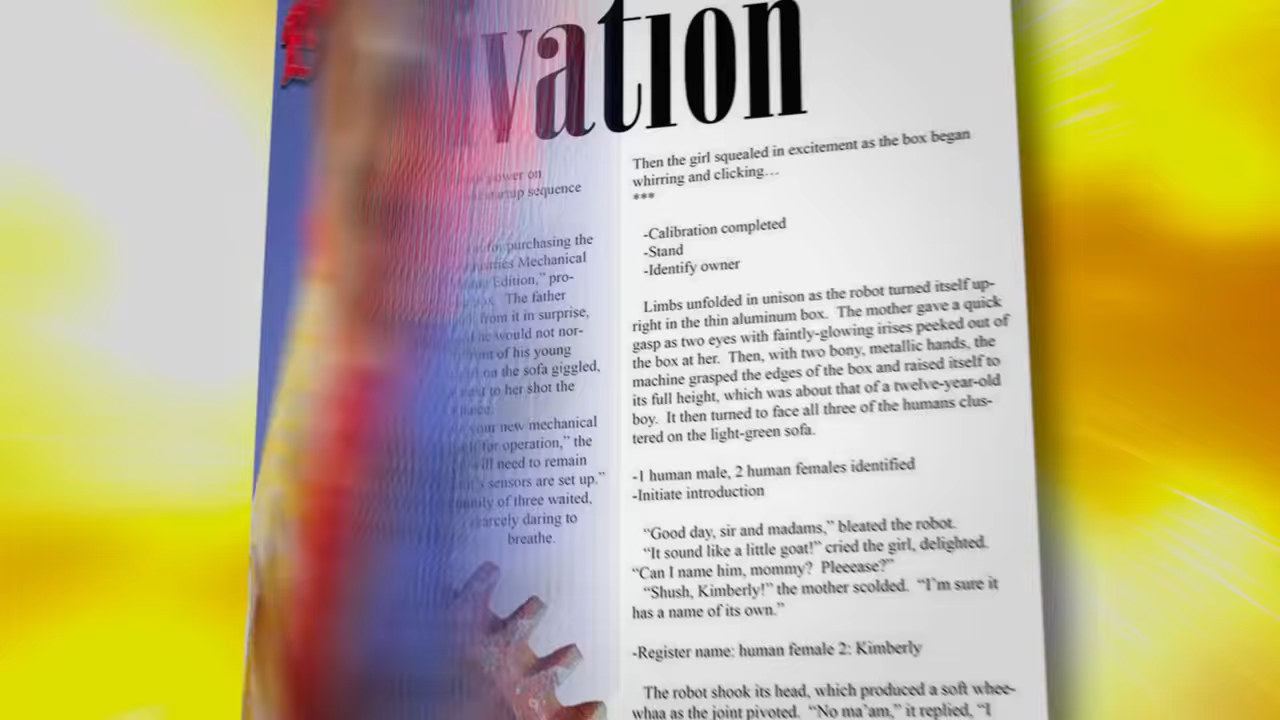 vation
power on
startup sequence
for purchasing the
Mechanical
Edition,” pro-
The father
from it in surprise,
he would not nor-
of his young
on the sofa giggled,
to her shot the
your new mechanical
for operation,” the
will need to remain
sensors are set up.”
of three waited,
scarcely daring to
breathe.
Then the girl squealed in excitement as the box began
whirring and clicking…
***
-Calibration completed
-Stand
-Identify owner
Limbs unfolded in unison as the robot turned itself up-
right in the thin aluminum box.  The mother gave a quick
gasp as two eyes with faintly-glowing irises peeked out of
the box at her.  Then, with two bony, metallic hands, the
machine grasped the edges of the box and raised itself to
its full height, which was about that of a twelve-year-old
boy.  It then turned to face all three of the humans clus-
tered on the light-green sofa.
-1 human male, 2 human females identified
-Initiate introduction
“Good day, sir and madams,” bleated the robot.
“It sound like a little goat!” cried the girl, delighted.
“Can I name him, mommy?  Pleeease?”
“Shush, Kimberly!” the mother scolded.  “I’m sure it
has a name of its own.”
-Register name: human female 2: Kimberly
The robot shook its head, which produced a soft whee-
whaa as the joint pivoted.  “No ma’am,” it replied, “I